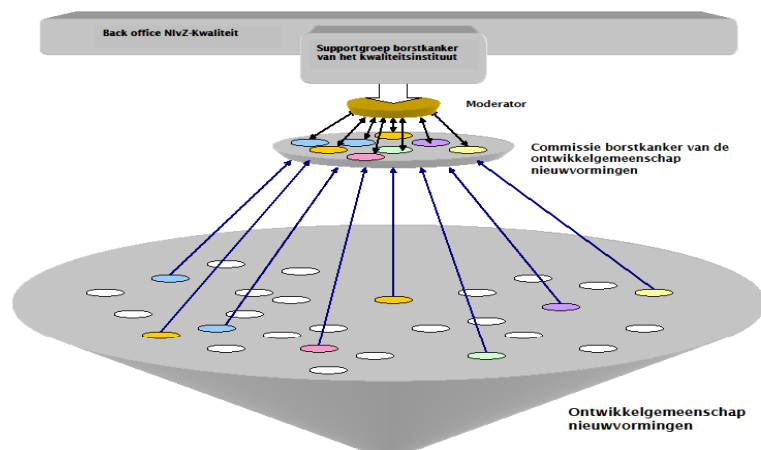 Back office NIvZ-Kwaliteit
Supportgroep borstkanker
van het kwaliteitsinstituut
Moderator
Commissie borstkanker van de
ontwikkelgemeenschap
nieuwvormingen
Ontwikkelgemeenschap
nieuwvormingen